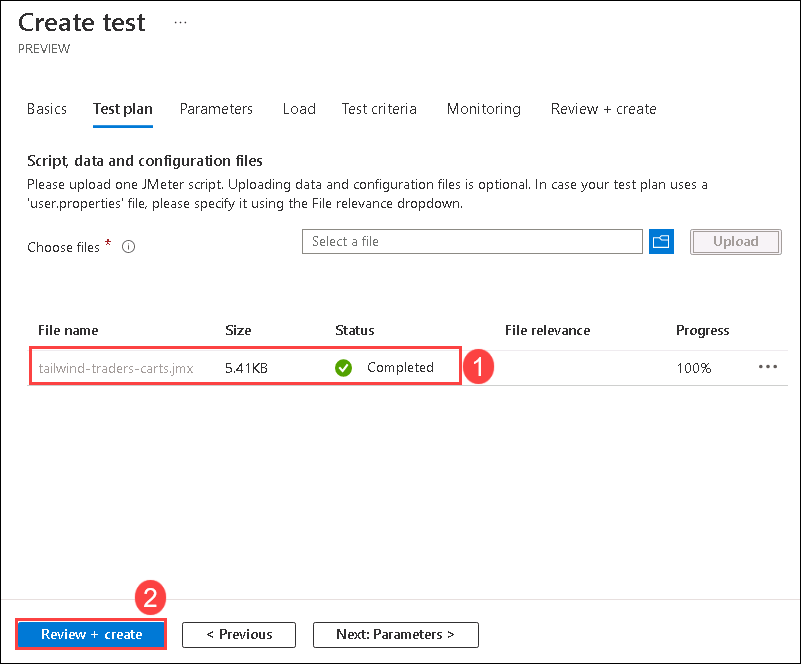 Create test ...
PREVIEW
Basics Test plan Parameters Load Test criteria Monitoring Review + create
Script, data and configuration files
Please upload one JMeter script. Uploading data and configuration files is optional. In case your test plan uses a
'user.properties' file, please specify it using the File relevance dropdown.
Choose files * Select a file Upload
File name Size Status File relevance Progress
tailwind-traders-carts.jmx 5.41KB Completed 1 100% ...
2
Review + create < Previous Next: Parameters >